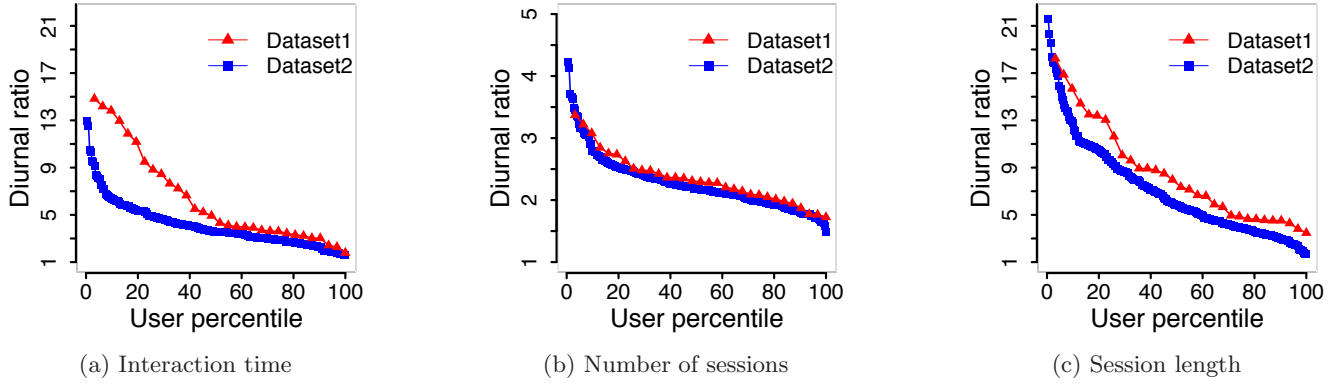 21
17
13
9
5
1
Diurnal ratio
Dataset1
Dataset2
0 20 40 60 80 100
User percentile
(a) Interaction time
5
4
3
2
1
Diurnal ratio
Dataset1
Dataset2
0 20 40 60 80 100
User percentile
(b) Number of sessions
21
17
13
9
5
1
Diurnal ratio
Dataset1
Dataset2
0 20 40 60 80 100
User percentile
(c) Session length